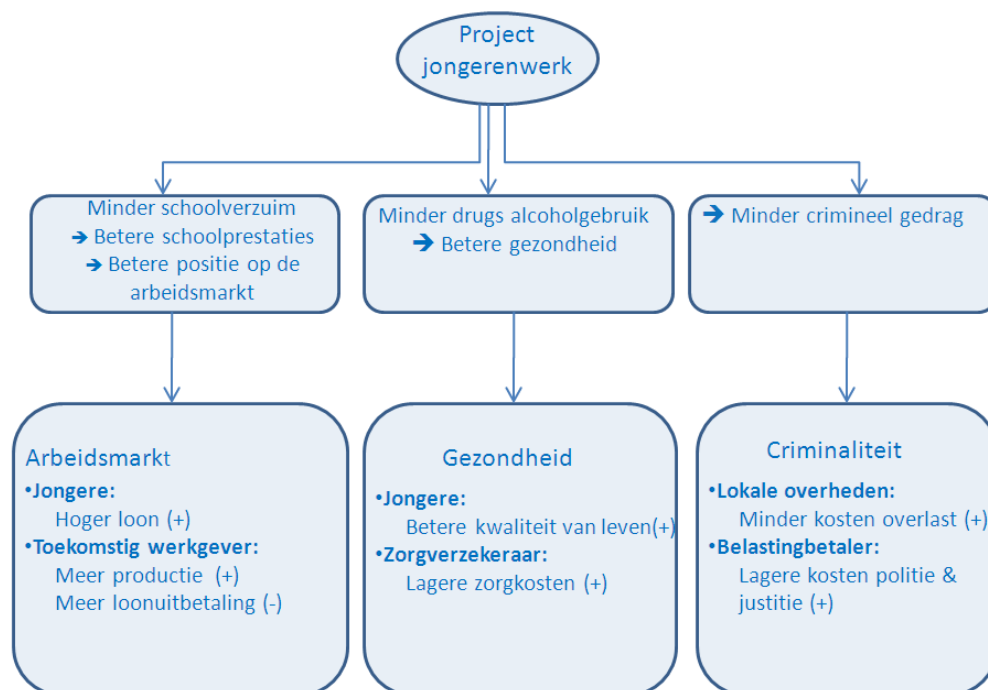 Project
jongerenwerk
Minder schoolverzuim
➔ Betere schoolprestaties
➔ Betere positie op de
arbeidsmarkt
Minder drugs alcoholgebruik
➔ Betere gezondheid
➔ Minder crimineel gedrag
Arbeidsmarkt
•Jongere:
Hoger loon (+)
•Toekomstig werkgever:
Meer productie (+)
Meer loonuitbetaling (-)
Gezondheid
•Jongere:
Betere kwaliteit van leven(+)
•Zorgverzekeraar:
Lagere zorgkosten (+)
Criminaliteit
•Lokale overheden:
Minder kosten overlast (+)
•Belastingbetaler:
Lagere kosten politie &
justitie (+)